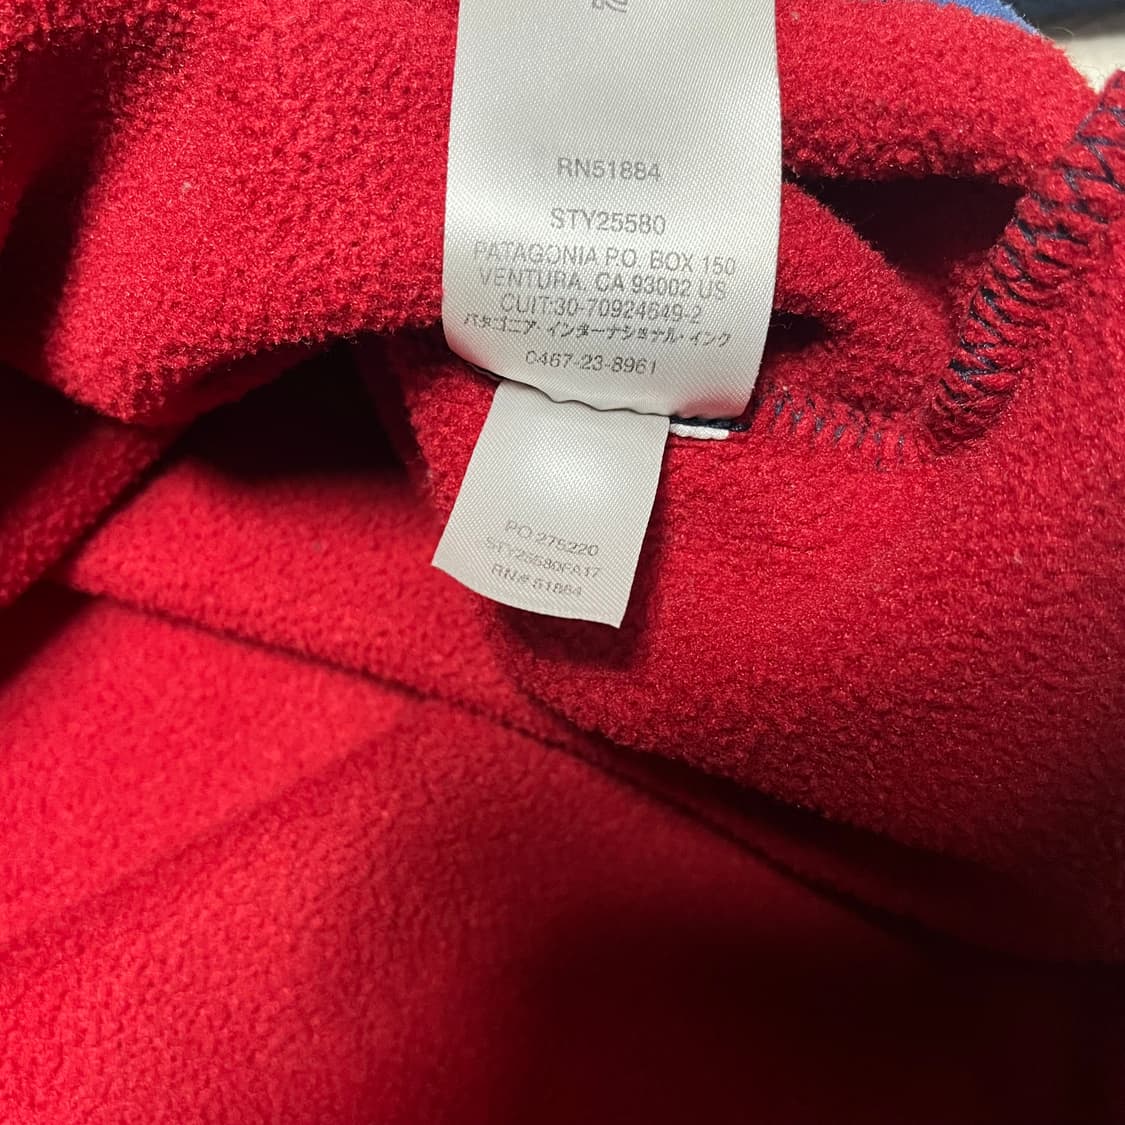 RN51884
STY25580
PATAGONIA P.O. BOX 150
VENTURA, CA 93002 US
CUIT:30-70924649-2
パタゴニア・インターナショナル・インク
0467-23-8961
PO 275220
STY25580FA17
RN# 51884